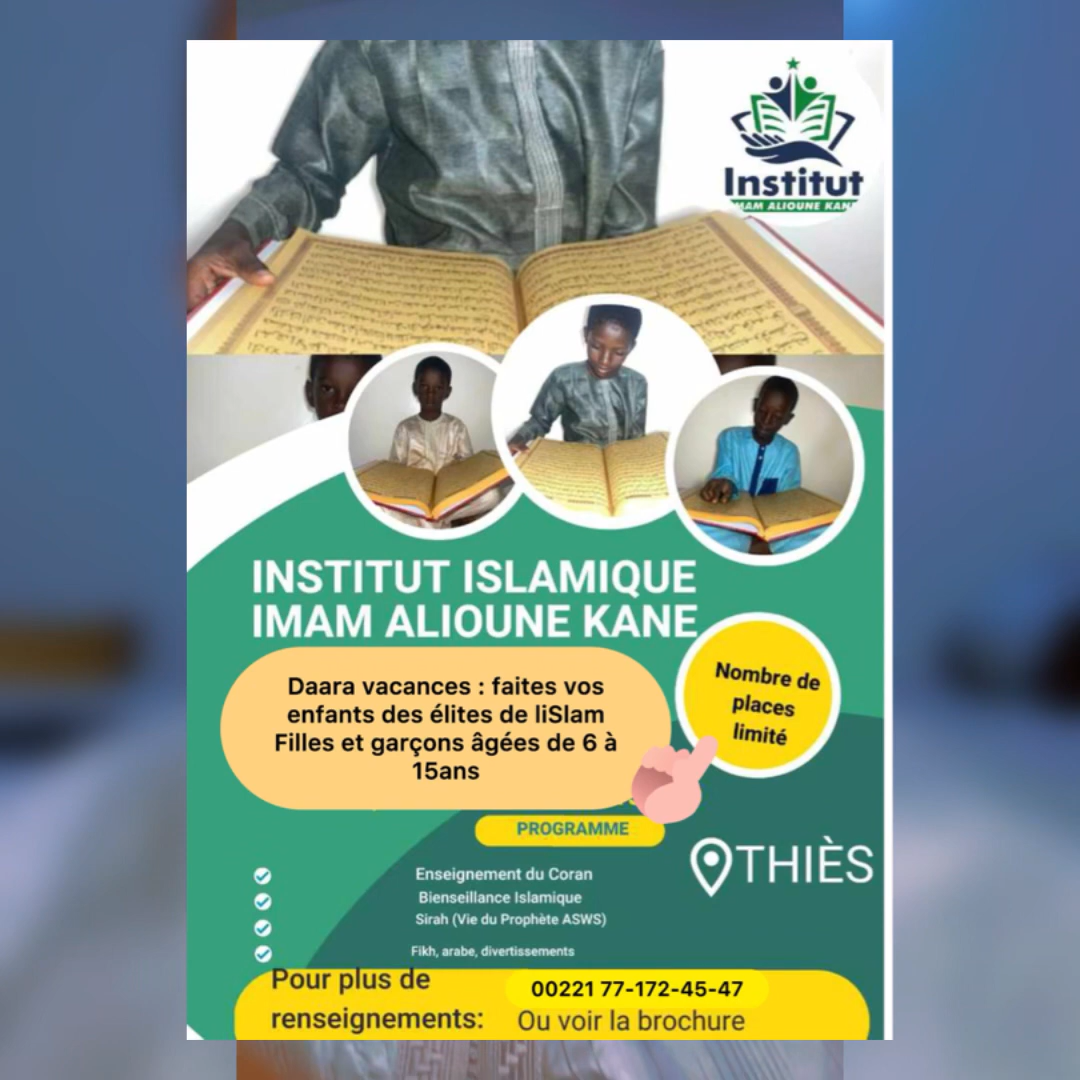 Institut
IMAM ALIOUNE KANE
INSTITUT ISLAMIQUE
IMAM ALIOUNE KANE
Daara vacances : faites vos
enfants des élites de liSlam
Filles et garçons âgées de 6 à
15ans
Nombre de
places
limité
PROGRAMME
THIÈS
Enseignement du Coran
Bienseillance Islamique
Sirah (Vie du Prophète ASWS)
Fikh, arabe, divertissements
Pour plus de
renseignements:
00221 77-172-45-47
Ou voir la brochure